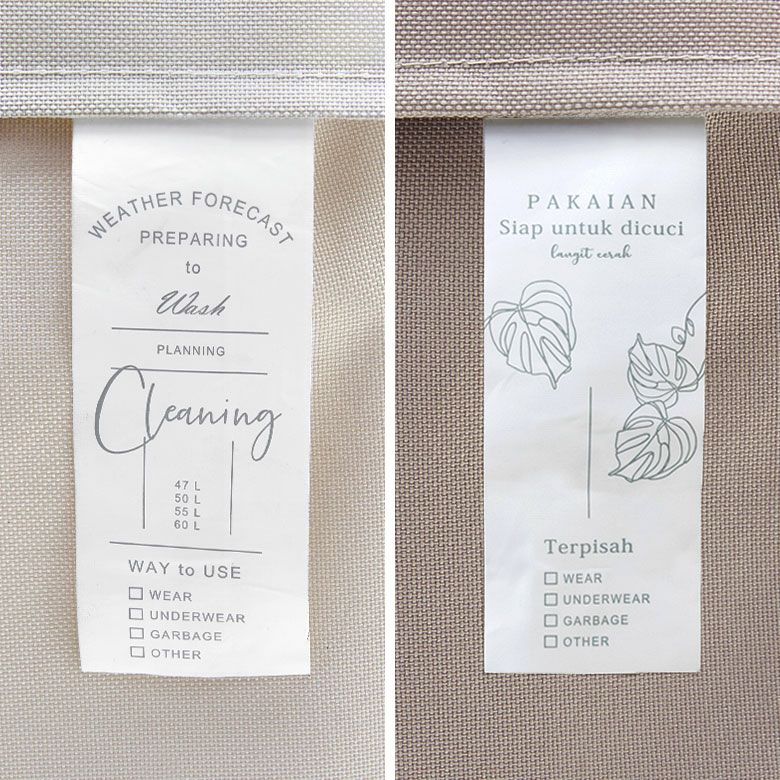 WEATHER FORECAST
PREPARING
to
Wash
PLANNING
Cleaning
47 L
50 L
55 L
60 L
WAY to USE
WEAR
UNDERWEAR
GARBAGE
OTHER
PAKAIAN
Siap untuk dicuci
langit cerah
Terpisah
WEAR
UNDERWEAR
GARBAGE
OTHER